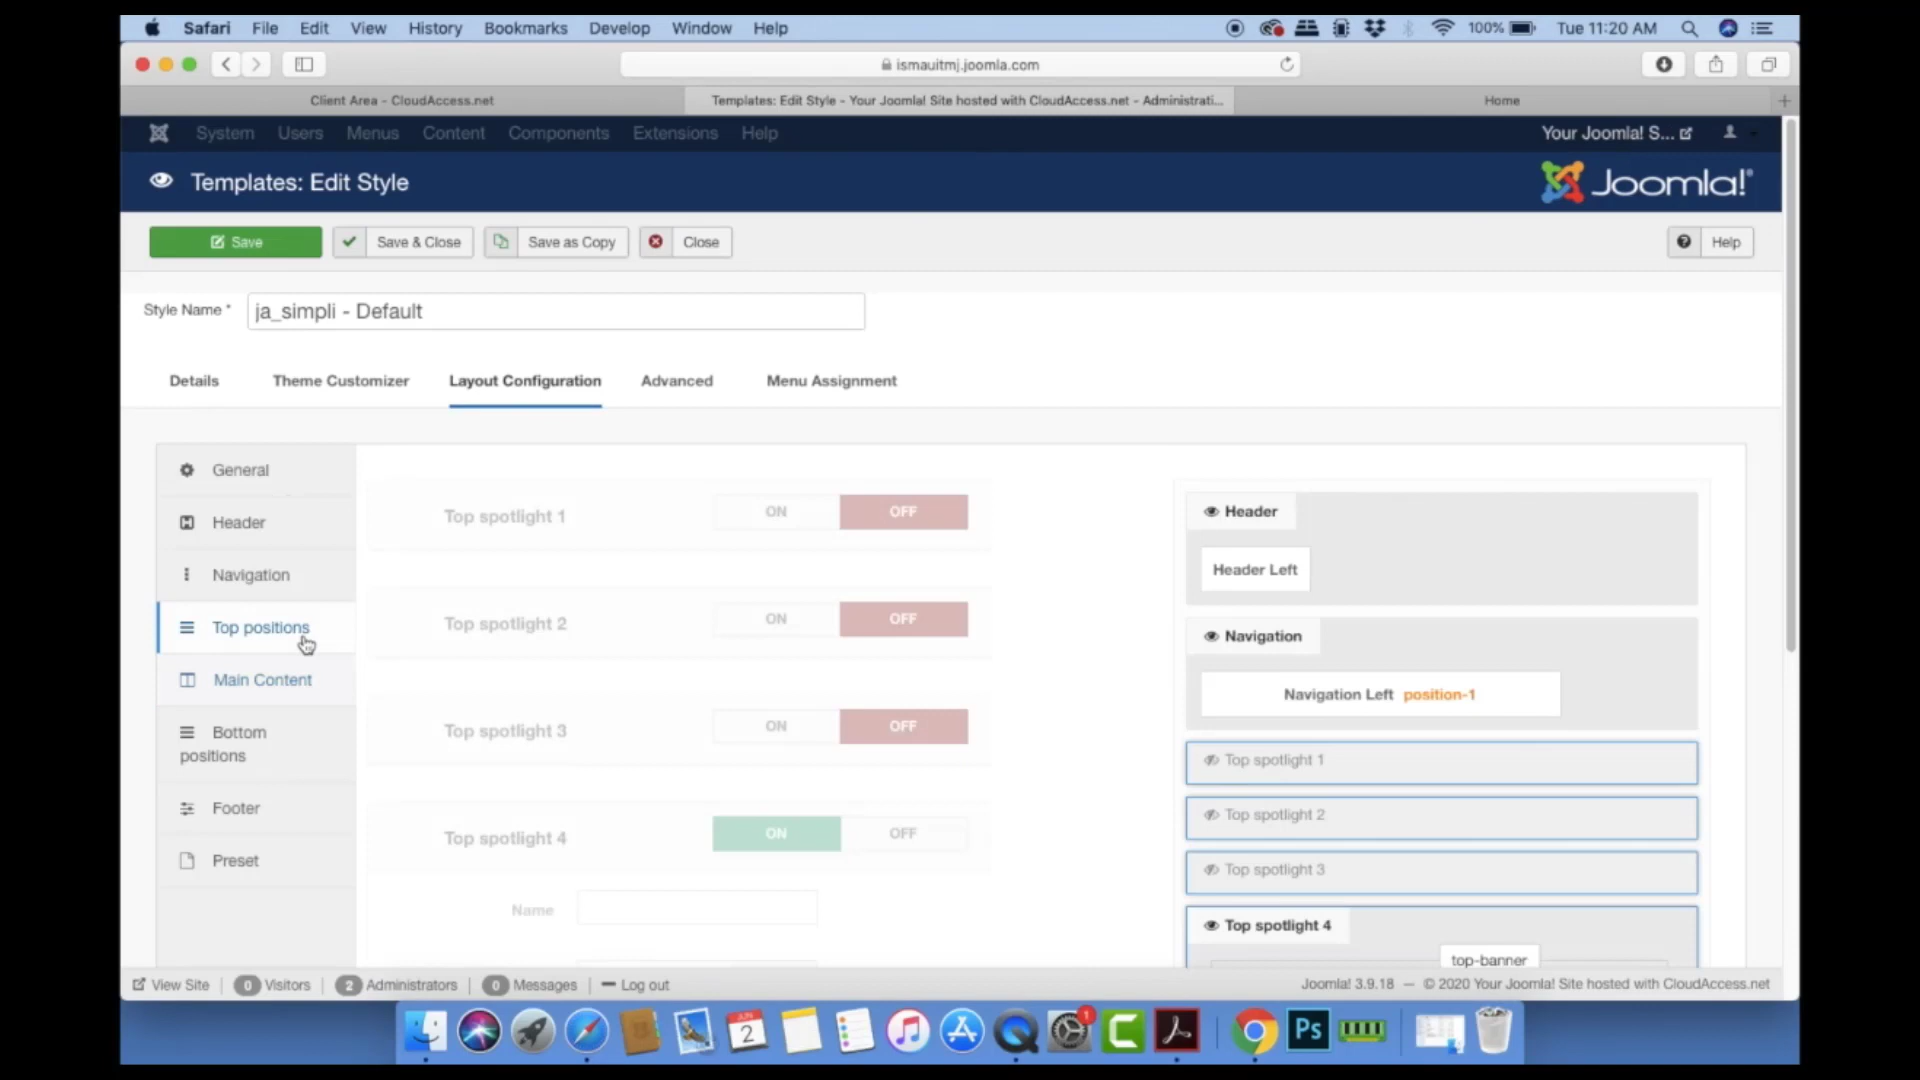 Safari File Edit View History Bookmarks Develop Window Help 100% Tue 11:20 AM
ismauitmj.joomla.com
Client Area - CloudAccess.net
Templates: Edit Style - Your Joomla! Site hosted with CloudAccess.net - Administrati...
Home
System Users Menus Content Components Extensions Help
Your Joomla! S...
Templates: Edit Style
Joomla!®
Save
Save & Close
Save as Copy
Close
Help
Style Name *
ja_simpli - Default
Details
Theme Customizer
Layout Configuration
Advanced
Menu Assignment
General
Header
Navigation
Top positions
Main Content
Bottom
positions
Footer
Preset
Top spotlight 1 ON OFF
Top spotlight 2 ON OFF
Top spotlight 3 ON OFF
Top spotlight 4 ON OFF
Name
Header
Header Left
Navigation
Navigation Left position-1
Top spotlight 1
Top spotlight 2
Top spotlight 3
Top spotlight 4
top-banner
View Site 0 Visitors 2 Administrators 0 Messages Log out
Joomla! 3.9.18 — © 2020 Your Joomla! Site hosted with CloudAccess.net
JUN
2
1
Ps